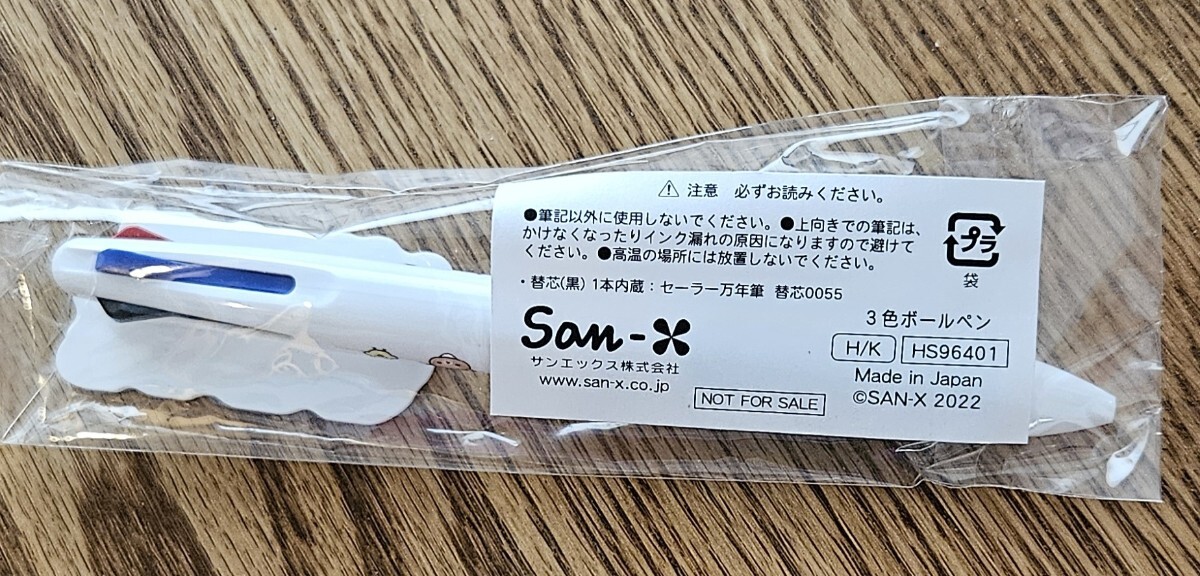 ⚠ 注意 必ずお読みください。
●筆記以外に使用しないでください。●上向きでの筆記は、
かけなくなったりインク漏れの原因になりますので避けて
ください。●高温の場所には放置しないでください。
プラ
袋
・替芯(黒) 1本内蔵:セーラー万年筆 替芯0055
San-X
サンエックス株式会社
www.san-x.co.jp
NOT FOR SALE
3色ボールペン
H/K HS96401
Made in Japan
©SAN-X 2022